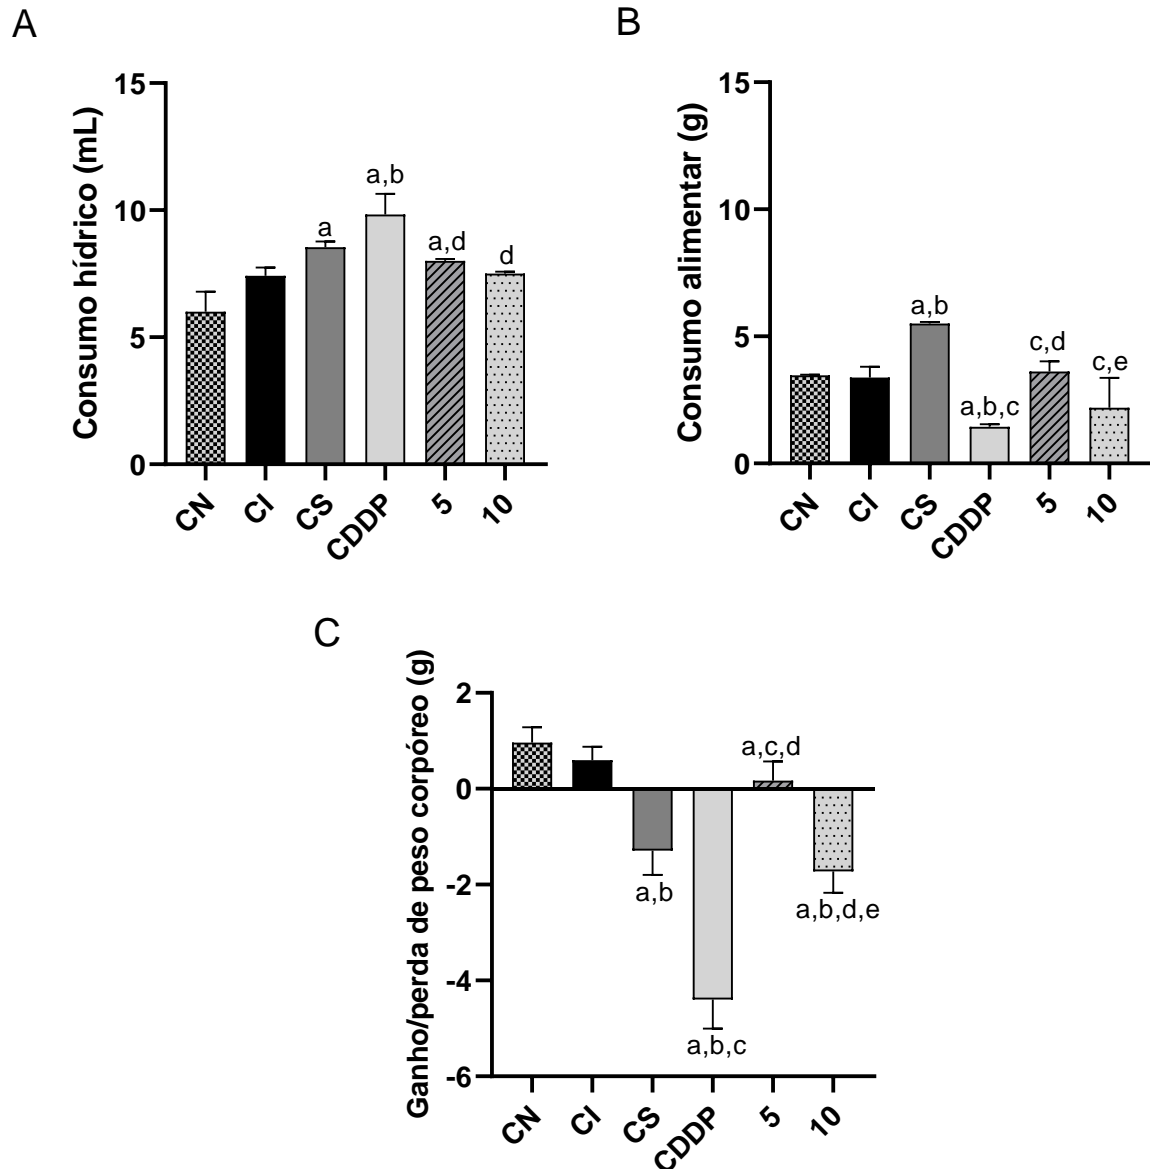 A
Consumo hídrico (mL)
15
10
5
0
a
a,b
a,d
d
CN
CI
CS
CDDP
5
10
B
Consumo alimentar (g)
15
10
5
0
a,b
a,b,c
c,d
c,e
CN
CI
CS
CDDP
5
10
C
Ganho/perda de peso corpóreo (g)
2
0
-2
-4
-6
a,b
a,b,c
a,c,d
a,b,d,e
CN
CI
CS
CDDP
5
10